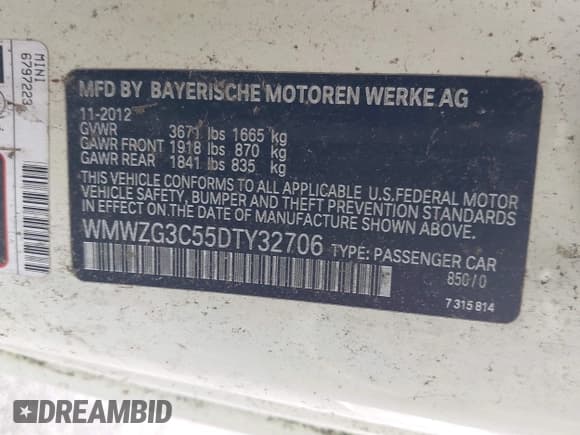 MINI
6797223
MFD BY BAYERISCHE MOTOREN WERKE AG
11-2012
GVWR 3671 lbs 1665 kg
GAWR FRONT 1918 lbs 870 kg
GAWR REAR 1841 lbs 835 kg
THIS VEHICLE CONFORMS TO ALL APPLICABLE U.S.FEDERAL MOTOR
VEHICLE SAFETY, BUMPER AND THEFT PREVENTION STANDARDS
IN EFFECT ON THE DATE OF MANUFACTURE SHOWN ABOVE.
WMWZG3C55DTY32706 TYPE: PASSENGER CAR
850/0
7 315 814
DREAMBID